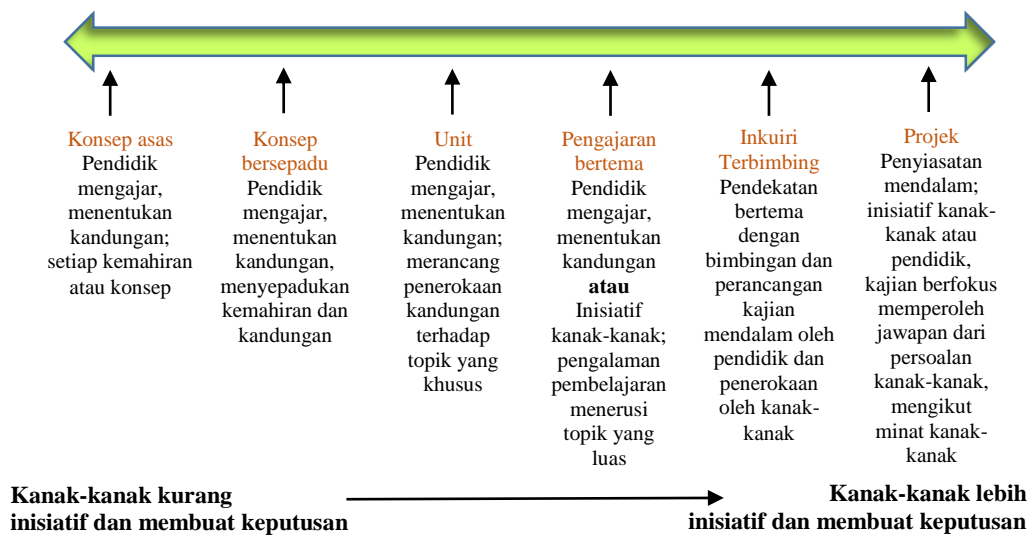 Konsep asas
Pendidik
mengajar,
menentukan
kandungan;
setiap kemahiran
atau konsep
Konsep
bersepadu
Pendidik
mengajar,
menentukan
kandungan,
menyepadukan
kemahiran dan
kandungan
Unit
Pendidik
mengajar,
menentukan
kandungan;
merancang
penerokaan
kandungan
terhadap
topik yang
khusus
Pengajaran
bertema
Pendidik
mengajar,
menentukan
kandungan
atau
Inisiatif
kanak-kanak;
pengalaman
pembelajaran
menerusi
topik yang
luas
Inkuiri
Terbimbing
Pendekatan
bertema
dengan
bimbingan dan
perancangan
kajian
mendalam oleh
pendidik dan
penerokaan
oleh kanak-
kanak
Projek
Penyiasatan
mendalam;
inisiatif kanak-
kanak atau
pendidik,
kajian berfokus
memperoleh
jawapan dari
persoalan
kanak-kanak,
mengikut
minat kanak-
kanak
Kanak-kanak kurang
inisiatif dan membuat keputusan
Kanak-kanak lebih
inisiatif dan membuat keputusan